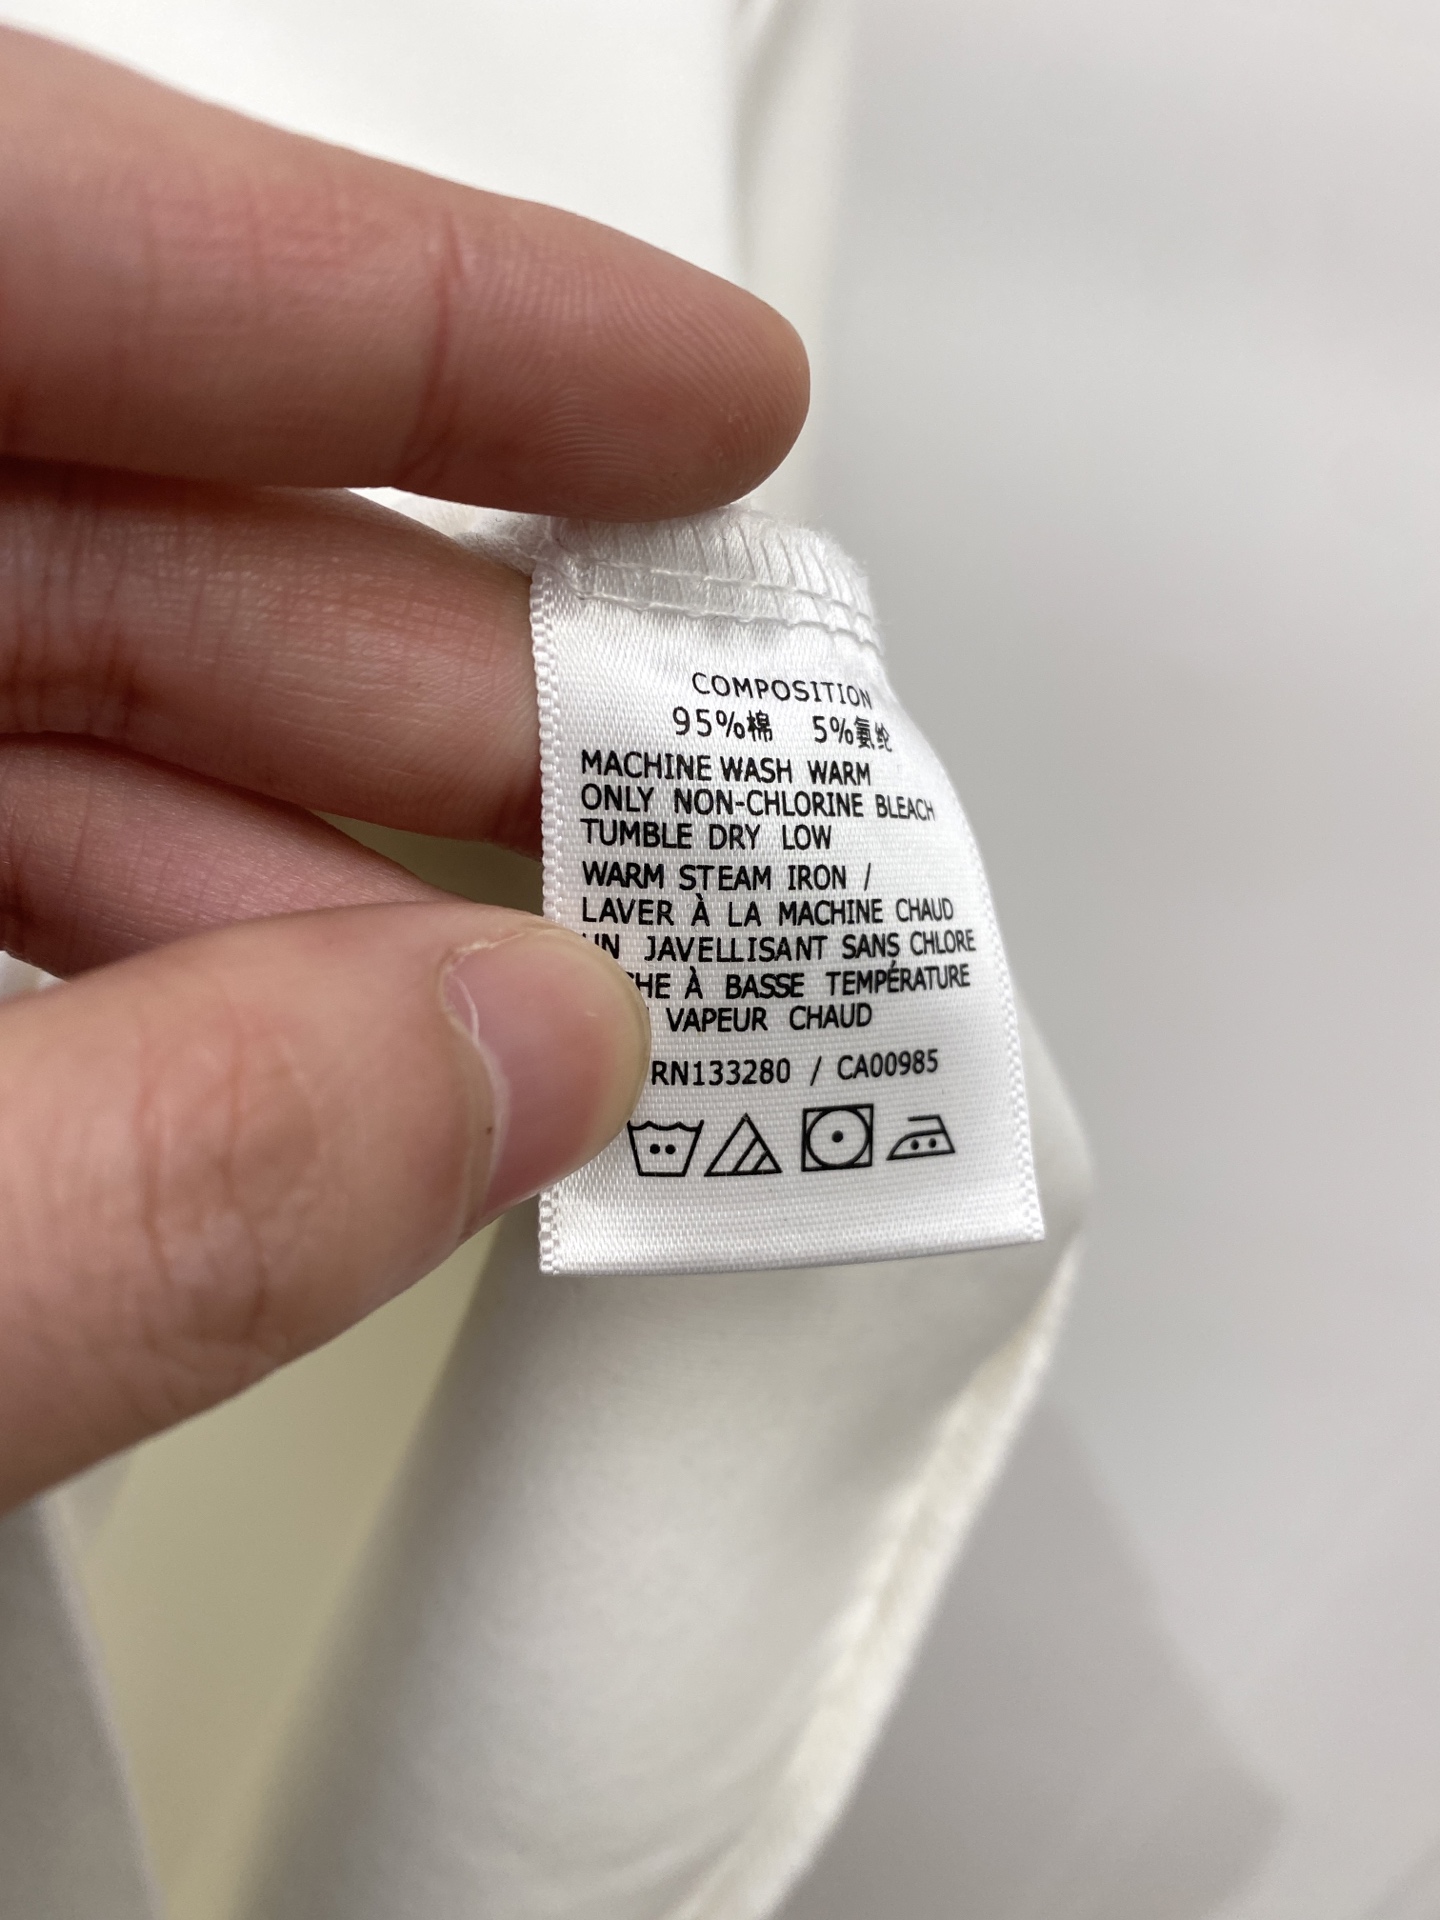 COMPOSITION
95%棉 5%氨纶
MACHINE WASH WARM
ONLY NON-CHLORINE BLEACH
TUMBLE DRY LOW
WARM STEAM IRON /
LAVER À LA MACHINE CHAUD
UN JAVELLISANT SANS CHLORE
À BASSE TEMPÉRATURE
VAPEUR CHAUD
RN133280 / CA00985